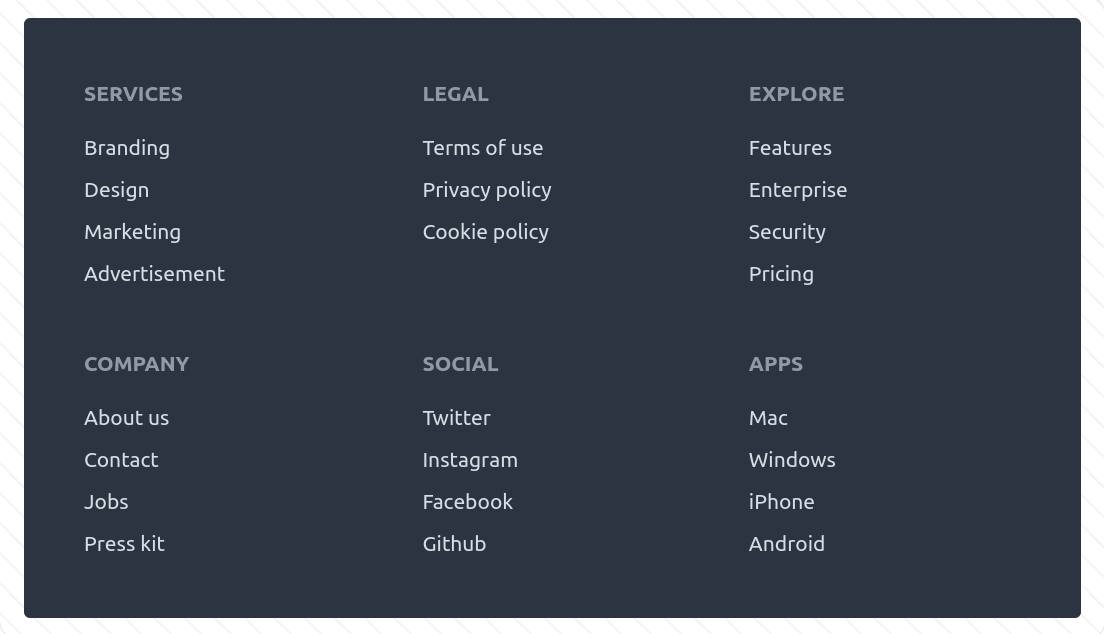 SERVICES
Branding
Design
Marketing
Advertisement
LEGAL
Terms of use
Privacy policy
Cookie policy
EXPLORE
Features
Enterprise
Security
Pricing
COMPANY
About us
Contact
Jobs
Press kit
SOCIAL
Twitter
Instagram
Facebook
Github
APPS
Mac
Windows
iPhone
Android